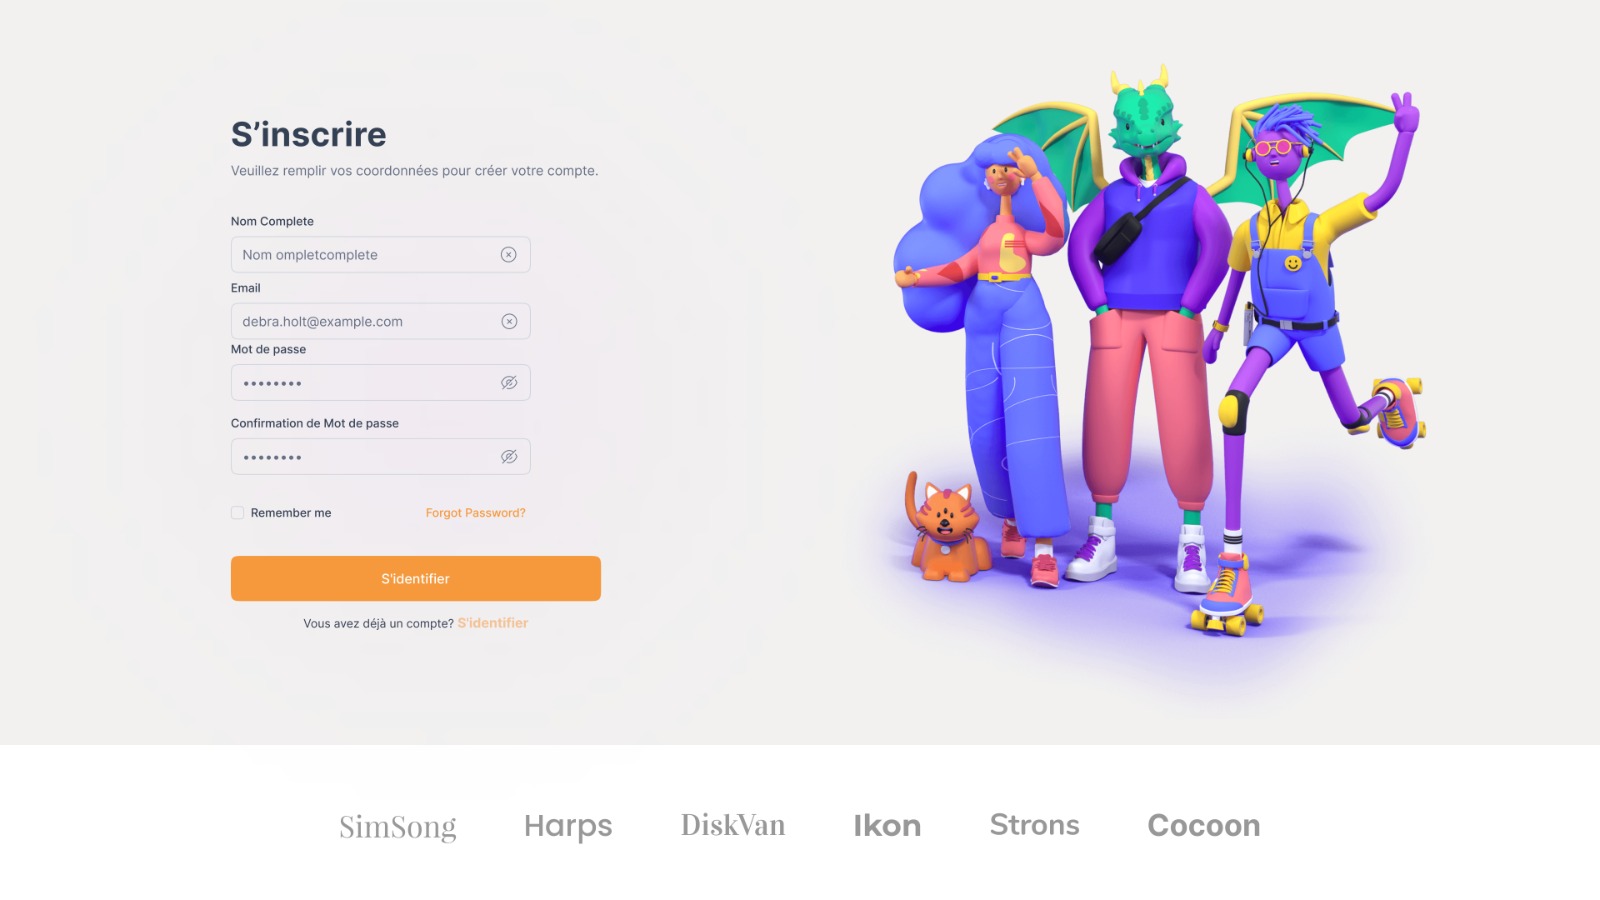 S’inscrire
Veuillez remplir vos coordonnées pour créer votre compte.
Nom Complete
Nom ompletcomplete
Email
debra.holt@example.com
Mot de passe
••••••••
Confirmation de Mot de passe
••••••••
Remember me Forgot Password?
S'identifier
Vous avez déjà un compte? S'identifier
SimSong Harps DiskVan Ikon Strons Cocoon